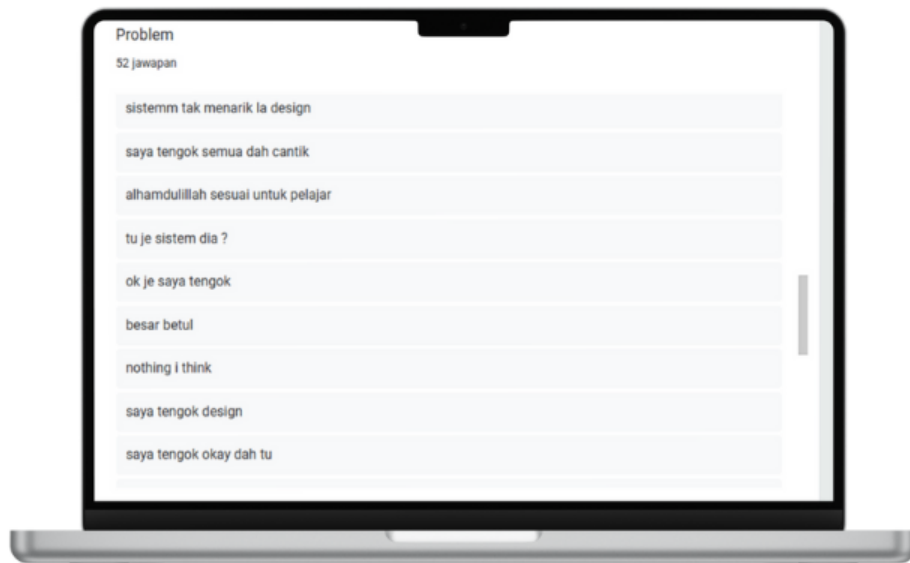 Problem
52 jawapan
sistemm tak menarik la design
saya tengok semua dah cantik
alhamdulillah sesuai untuk pelajar
tu je sistem dia ?
ok je saya tengok
besar betul
nothing i think
saya tengok design
saya tengok okay dah tu